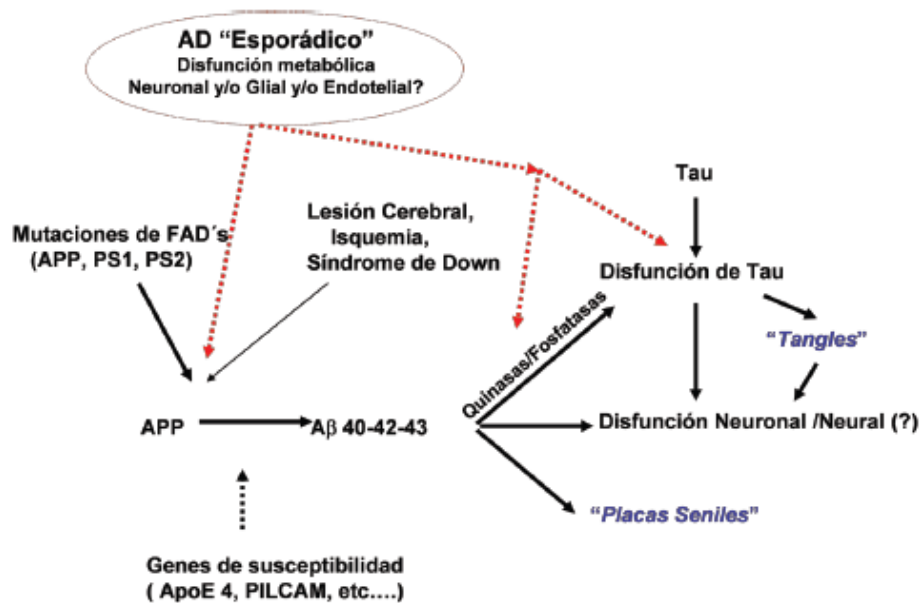 AD “Esporádico”
Disfunción metabólica
Neuronal y/o Glial y/o Endotelial?
Tau
Lesión Cerebral,
Isquemia,
Síndrome de Down
Mutaciones de FAD´s
(APP, PS1, PS2)
Disfunción de Tau
Quinasas/Fosfatasas
“Tangles”
APP
Aβ 40-42-43
Disfunción Neuronal /Neural (?)
“Placas Seniles”
Genes de susceptibilidad
( ApoE 4, PILCAM, etc....)